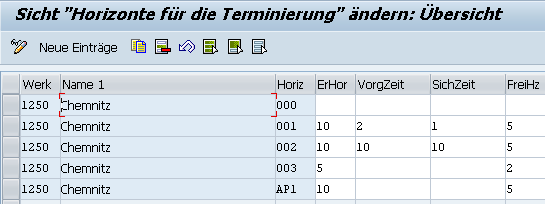 Sicht "Horizonte für die Terminierung" ändern: Übersicht
Neue Einträge
Werk Name 1 Horiz ErHor VorgZeit SichZeit FreiHz
1250 Chemnitz 000
1250 Chemnitz 001 10 2 1 5
1250 Chemnitz 002 10 10 10 5
1250 Chemnitz 003 5 2
1250 Chemnitz AP1 10 5